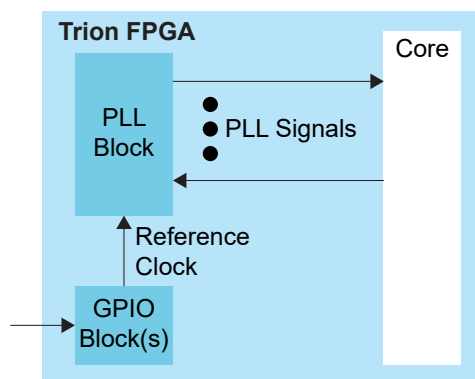 Trion FPGA
Core
PLL
Block
PLL Signals
Reference
Clock
GPIO
Block(s)